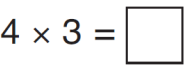 4 × 3 =